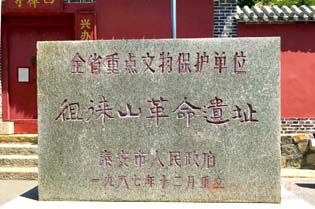 全省重点文物保护单位
徂徕山革命遗址
泰安市人民政府
一九八七年十二月重立